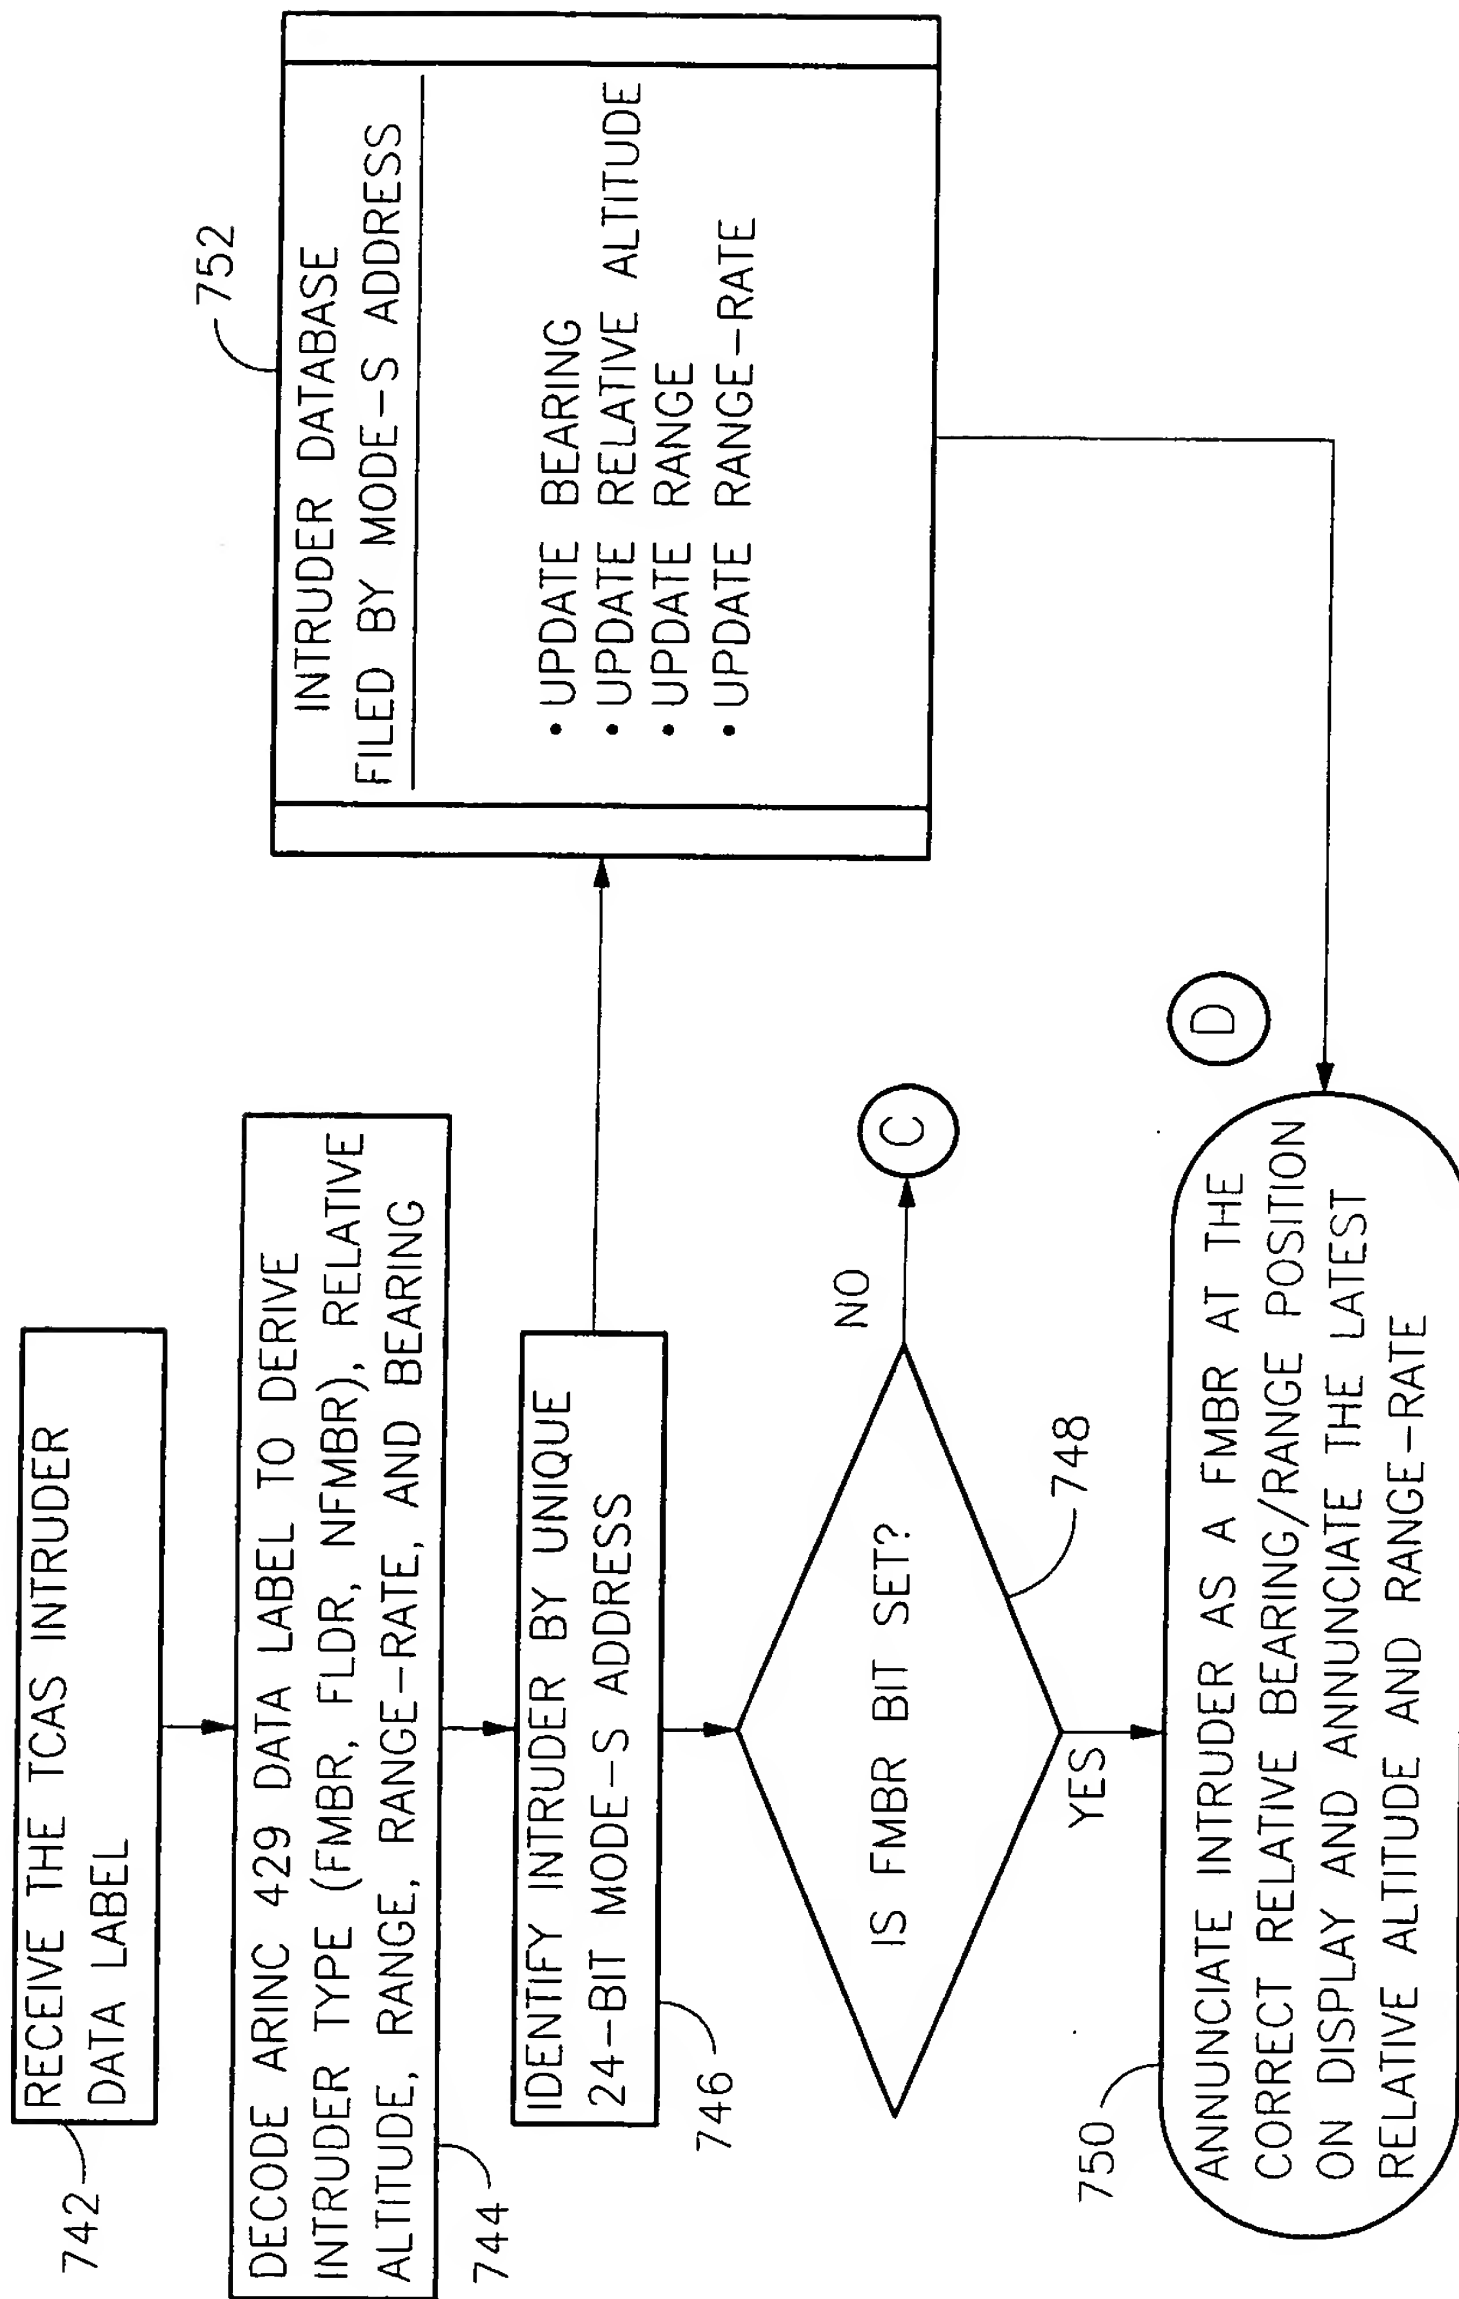 742
RECEIVE THE TCAS INTRUDER
DATA LABEL
744
DECODE ARINC 429 DATA LABEL TO DERIVE
INTRUDER TYPE (FMBR, FLDR, NFMBR), RELATIVE
ALTITUDE, RANGE, RANGE-RATE, AND BEARING
746
IDENTIFY INTRUDER BY UNIQUE
24-BIT MODE-S ADDRESS
752
INTRUDER DATABASE
FILED BY MODE-S ADDRESS
• UPDATE BEARING
• UPDATE RELATIVE ALTITUDE
• UPDATE RANGE
• UPDATE RANGE-RATE
IS FMBR BIT SET?
748
NO
C
YES
D
750
ANNUNCIATE INTRUDER AS A FMBR AT THE
CORRECT RELATIVE BEARING/RANGE POSITION
ON DISPLAY AND ANNUNCIATE THE LATEST
RELATIVE ALTITUDE AND RANGE-RATE